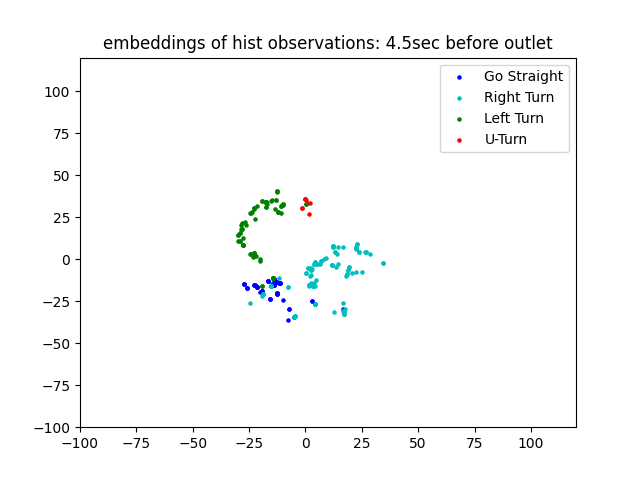 embeddings of hist observations: 4.5sec before outlet
Go Straight
Right Turn
Left Turn
U-Turn
100
75
50
25
0
−25
−50
−75
−100
−100 −75 −50 −25 0 25 50 75 100